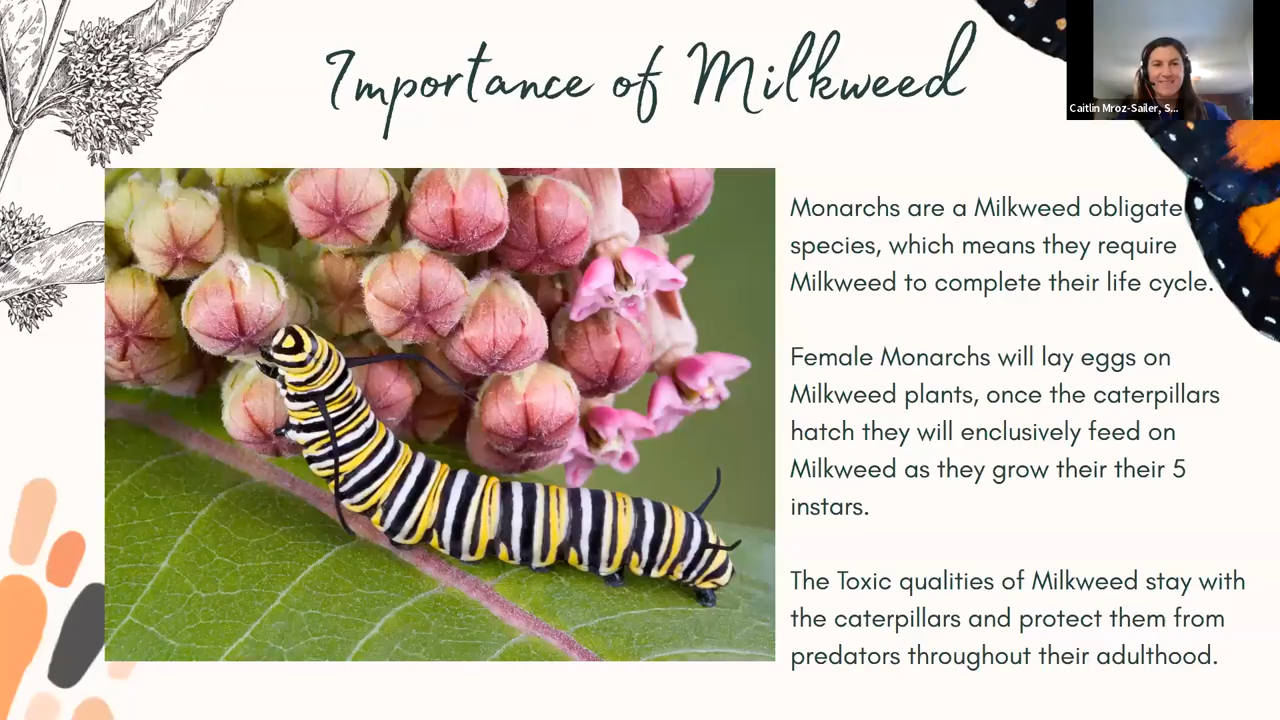 Importance of Milkweed
Caitlin Mroz-Sailer, S...
Monarchs are a Milkweed obligate
species, which means they require
Milkweed to complete their life cycle.
Female Monarchs will lay eggs on
Milkweed plants, once the caterpillars
hatch they will enclusively feed on
Milkweed as they grow their their 5
instars.
The Toxic qualities of Milkweed stay with
the caterpillars and protect them from
predators throughout their adulthood.